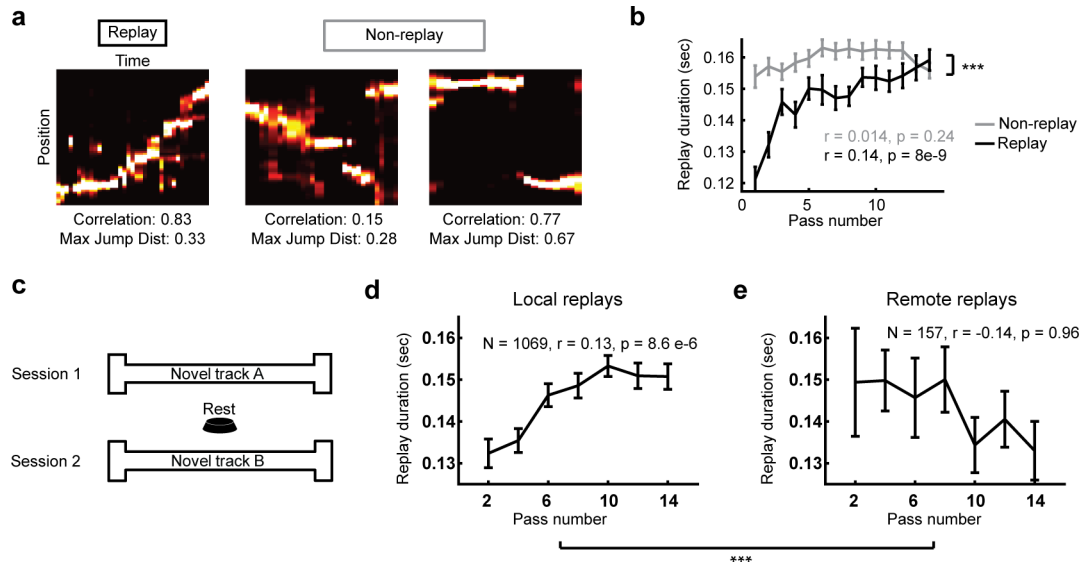 a
Replay
Non-replay
Time
Position
Correlation: 0.83
Max Jump Dist: 0.33
Correlation: 0.15
Max Jump Dist: 0.28
Correlation: 0.77
Max Jump Dist: 0.67
b
Replay duration (sec)
0.16
0.15
0.14
0.13
0.12
0
5
10
Pass number
***
Non-replay
Replay
r = 0.014, p = 0.24
r = 0.14, p = 8e-9
c
Session 1
Novel track A
Rest
Session 2
Novel track B
d
Local replays
N = 1069, r = 0.13, p = 8.6 e-6
Replay duration (sec)
0.16
0.15
0.14
0.13
2
6
10
14
Pass number
e
Remote replays
N = 157, r = -0.14, p = 0.96
Replay duration (sec)
0.16
0.15
0.14
0.13
2
6
10
14
Pass number
***